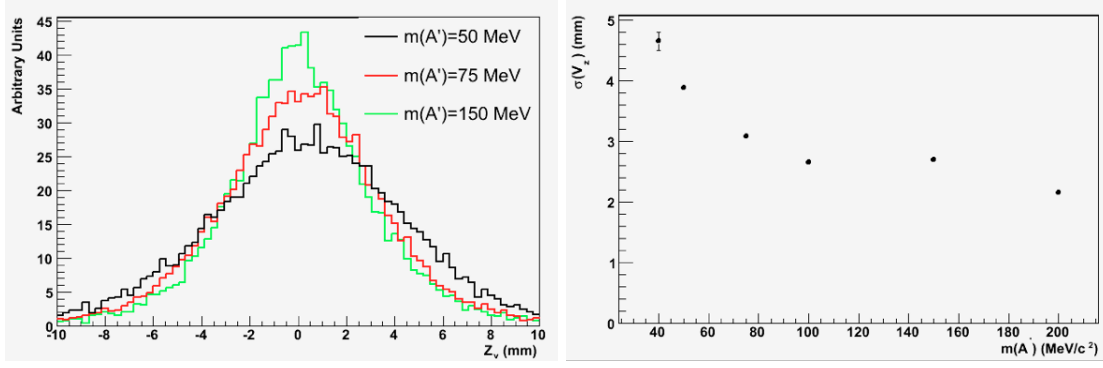 Arbitrary Units
45
40
35
30
25
20
15
10
5
0
m(A')=50 MeV
m(A')=75 MeV
m(A')=150 MeV
-10 -8 -6 -4 -2 0 2 4 6 8 10
Zv (mm)
σ(Vz) (mm)
5
4
3
2
1
0
40 60 80 100 120 140 160 180 200
m(A') (MeV/c²)